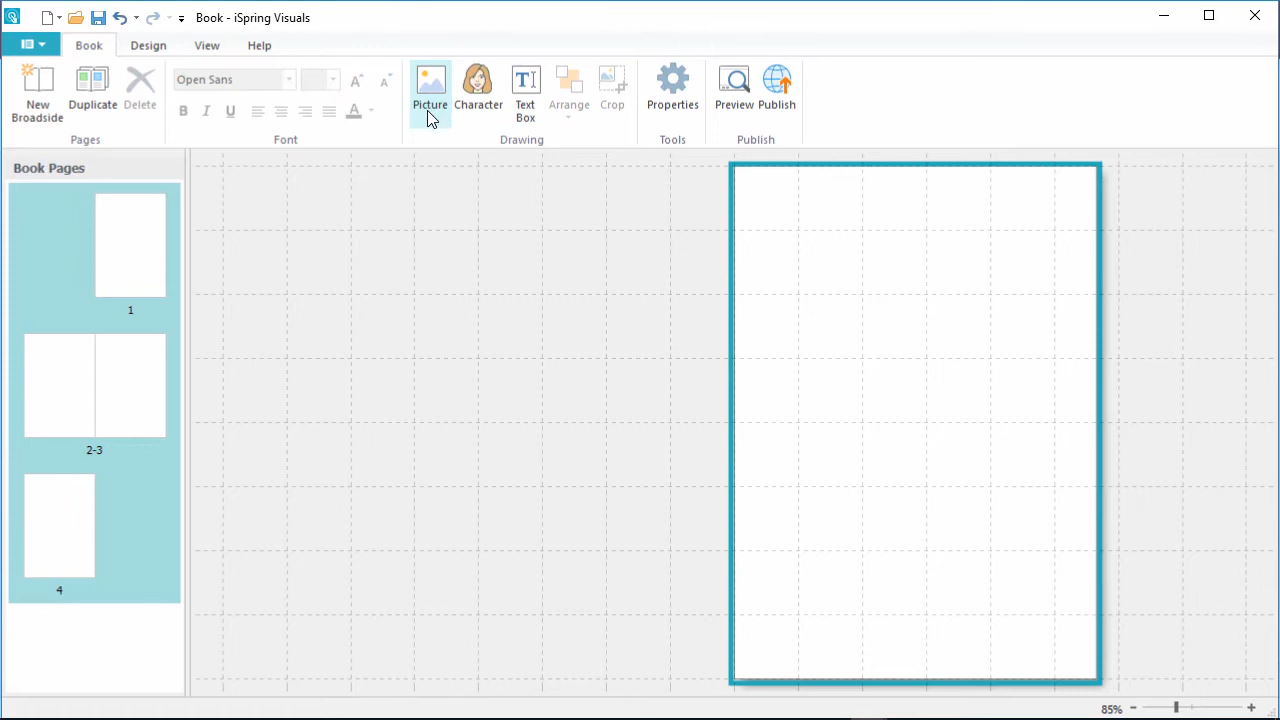 Book - iSpring Visuals
Book Design View Help
New Broadside
Duplicate
Delete
Pages
Open Sans
A A
B I U A
Font
Picture
Character
Text Box
Arrange
Crop
Drawing
Properties
Tools
Preview
Publish
Publish
Book Pages
1
2-3
4
85%